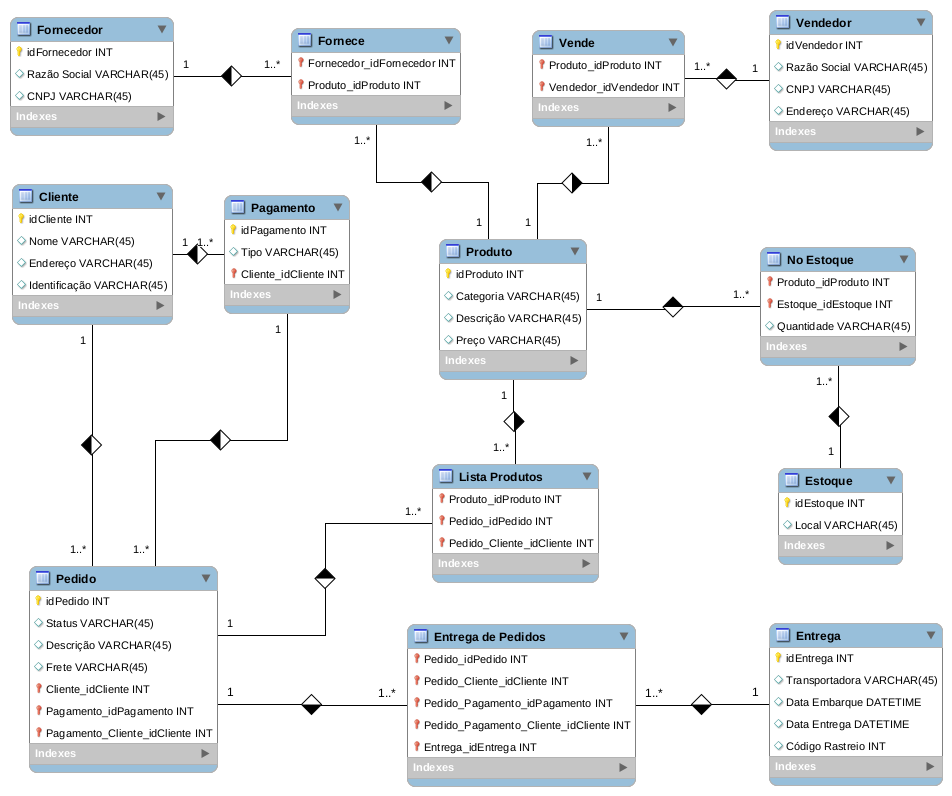 Fornecedor
idFornecedor INT
Razão Social VARCHAR(45)
CNPJ VARCHAR(45)
Indexes
1
1..*
Fornece
Fornecedor_idFornecedor INT
Produto_idProduto INT
Indexes
1..*
1
Vende
Produto_idProduto INT
Vendedor_idVendedor INT
Indexes
1..*
1
1..*
1
Vendedor
idVendedor INT
Razão Social VARCHAR(45)
CNPJ VARCHAR(45)
Endereço VARCHAR(45)
Indexes
Cliente
idCliente INT
Nome VARCHAR(45)
Endereço VARCHAR(45)
Identificação VARCHAR(45)
Indexes
1
1..*
Pagamento
idPagamento INT
Tipo VARCHAR(45)
Cliente_idCliente INT
Indexes
1
1
Produto
idProduto INT
Categoria VARCHAR(45)
Descrição VARCHAR(45)
Preço VARCHAR(45)
Indexes
1
1..*
No Estoque
Produto_idProduto INT
Estoque_idEstoque INT
Quantidade VARCHAR(45)
Indexes
1..*
1
1
1..*
Lista Produtos
Produto_idProduto INT
Pedido_idPedido INT
Pedido_Cliente_idCliente INT
Indexes
Estoque
idEstoque INT
Local VARCHAR(45)
Indexes
1..*
1..*
1..*
Pedido
idPedido INT
Status VARCHAR(45)
Descrição VARCHAR(45)
Frete VARCHAR(45)
Cliente_idCliente INT
Pagamento_idPagamento INT
Pagamento_Cliente_idCliente INT
Indexes
1
1
1..*
Entrega de Pedidos
Pedido_idPedido INT
Pedido_Cliente_idCliente INT
Pedido_Pagamento_idPagamento INT
Pedido_Pagamento_Cliente_idCliente INT
Entrega_idEntrega INT
Indexes
1..*
1
Entrega
idEntrega INT
Transportadora VARCHAR(45)
Data Embarque DATETIME
Data Entrega DATETIME
Código Rastreio INT
Indexes